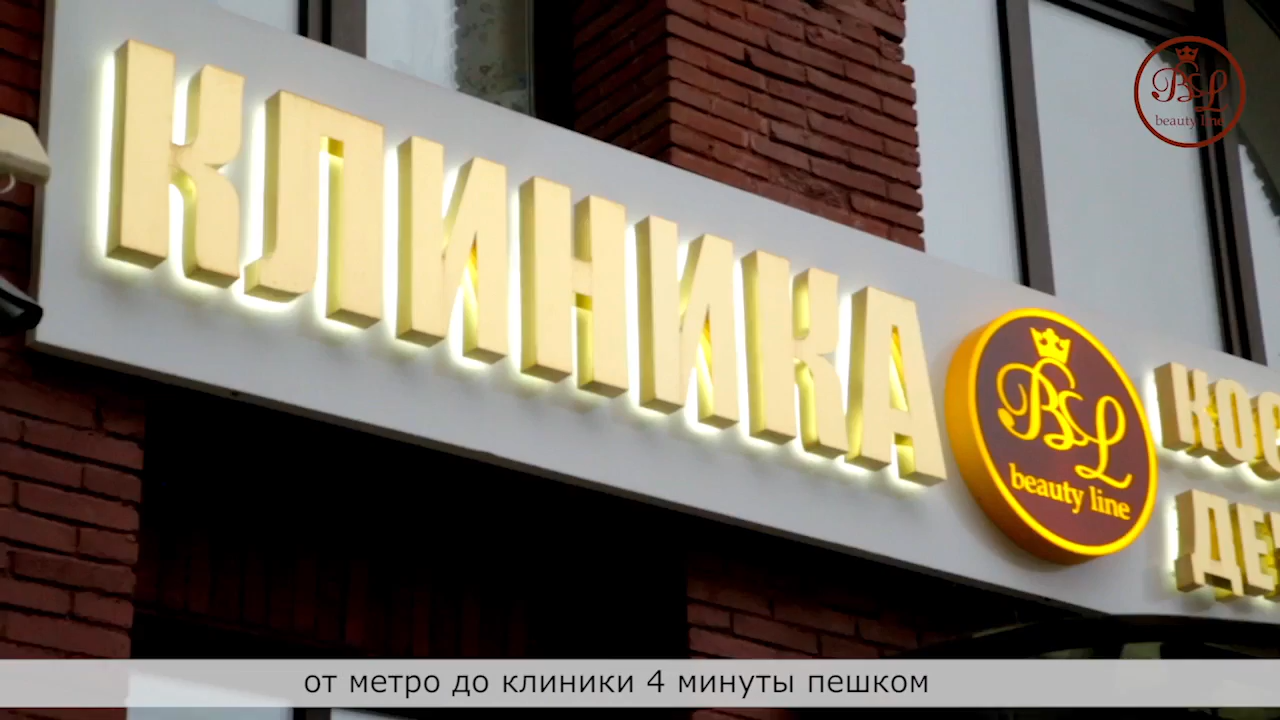 BL
beauty line
КЛИНИКА
BL
beauty line
от метро до клиники 4 минуты пешком